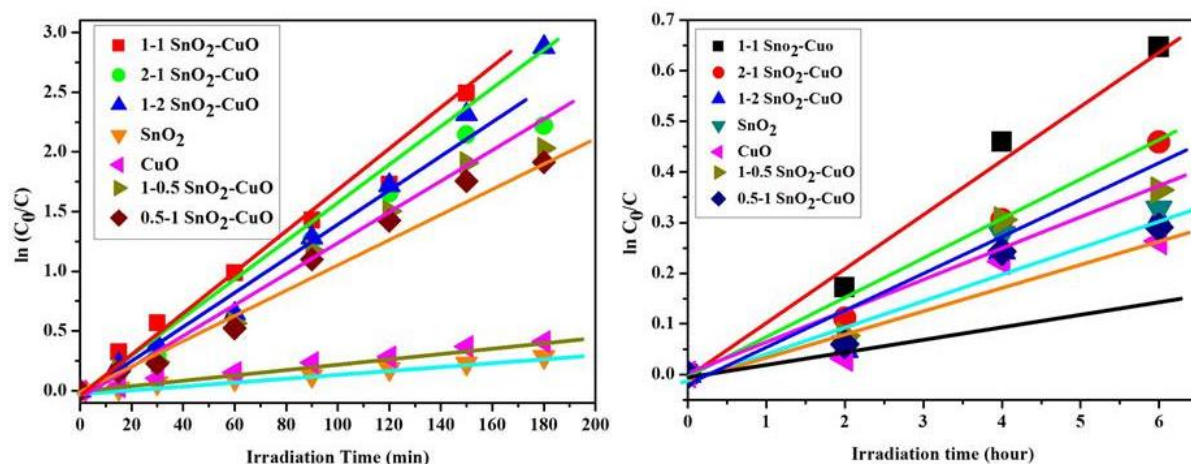 ln (C0/C)
3.0
2.5
2.0
1.5
1.0
0.5
0.0
1-1 SnO2-CuO
2-1 SnO2-CuO
1-2 SnO2-CuO
SnO2
CuO
1-0.5 SnO2-CuO
0.5-1 SnO2-CuO
0 20 40 60 80 100 120 140 160 180 200
Irradiation Time (min)
ln C0/C
0.7
0.6
0.5
0.4
0.3
0.2
0.1
0.0
1-1 Sno2-Cuo
2-1 SnO2-CuO
1-2 SnO2-CuO
SnO2
CuO
1-0.5 SnO2-CuO
0.5-1 SnO2-CuO
0 1 2 3 4 5 6
Irradiation time (hour)